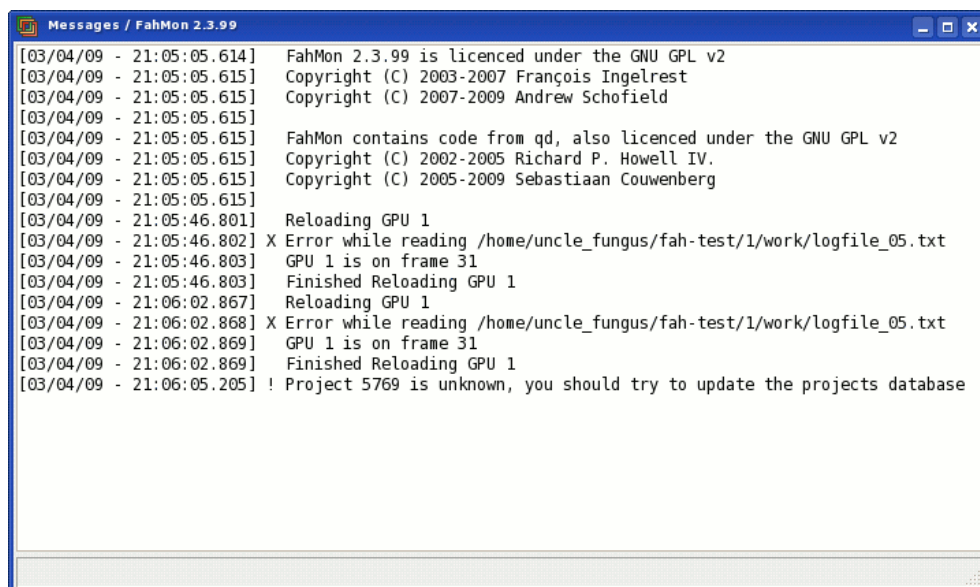 Messages / FahMon 2.3.99
[03/04/09 - 21:05:05.614]   FahMon 2.3.99 is licenced under the GNU GPL v2
[03/04/09 - 21:05:05.615]   Copyright (C) 2003-2007 François Ingelrest
[03/04/09 - 21:05:05.615]   Copyright (C) 2007-2009 Andrew Schofield
[03/04/09 - 21:05:05.615]
[03/04/09 - 21:05:05.615]   FahMon contains code from qd, also licenced under the GNU GPL v2
[03/04/09 - 21:05:05.615]   Copyright (C) 2002-2005 Richard P. Howell IV.
[03/04/09 - 21:05:05.615]   Copyright (C) 2005-2009 Sebastiaan Couwenberg
[03/04/09 - 21:05:05.615]
[03/04/09 - 21:05:46.801]   Reloading GPU 1
[03/04/09 - 21:05:46.802] X Error while reading /home/uncle_fungus/fah-test/1/work/logfile_05.txt
[03/04/09 - 21:05:46.803]   GPU 1 is on frame 31
[03/04/09 - 21:05:46.803]   Finished Reloading GPU 1
[03/04/09 - 21:06:02.867]   Reloading GPU 1
[03/04/09 - 21:06:02.868] X Error while reading /home/uncle_fungus/fah-test/1/work/logfile_05.txt
[03/04/09 - 21:06:02.869]   GPU 1 is on frame 31
[03/04/09 - 21:06:02.869]   Finished Reloading GPU 1
[03/04/09 - 21:06:05.205] ! Project 5769 is unknown, you should try to update the projects database